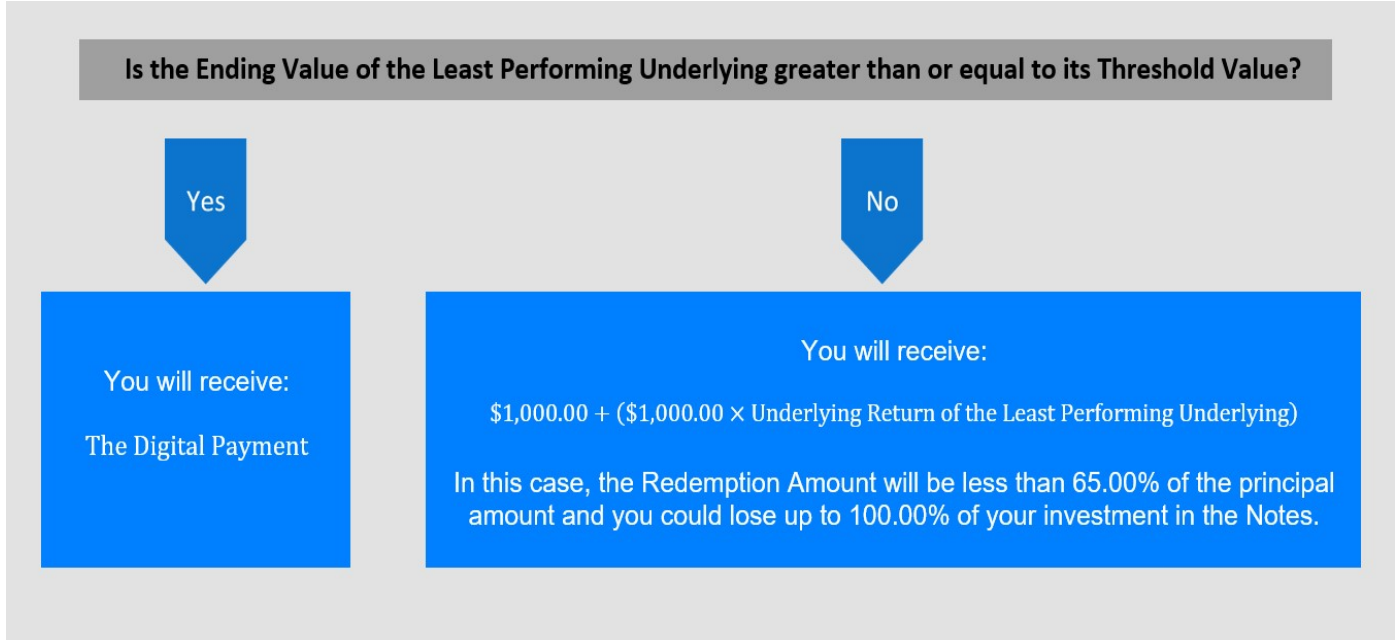 Is the Ending Value of the Least Performing Underlying greater than or equal to its Threshold Value?
Yes
No
You will receive:
The Digital Payment
You will receive:
$1,000.00 + ($1,000.00 × Underlying Return of the Least Performing Underlying)
In this case, the Redemption Amount will be less than 65.00% of the principal
amount and you could lose up to 100.00% of your investment in the Notes.